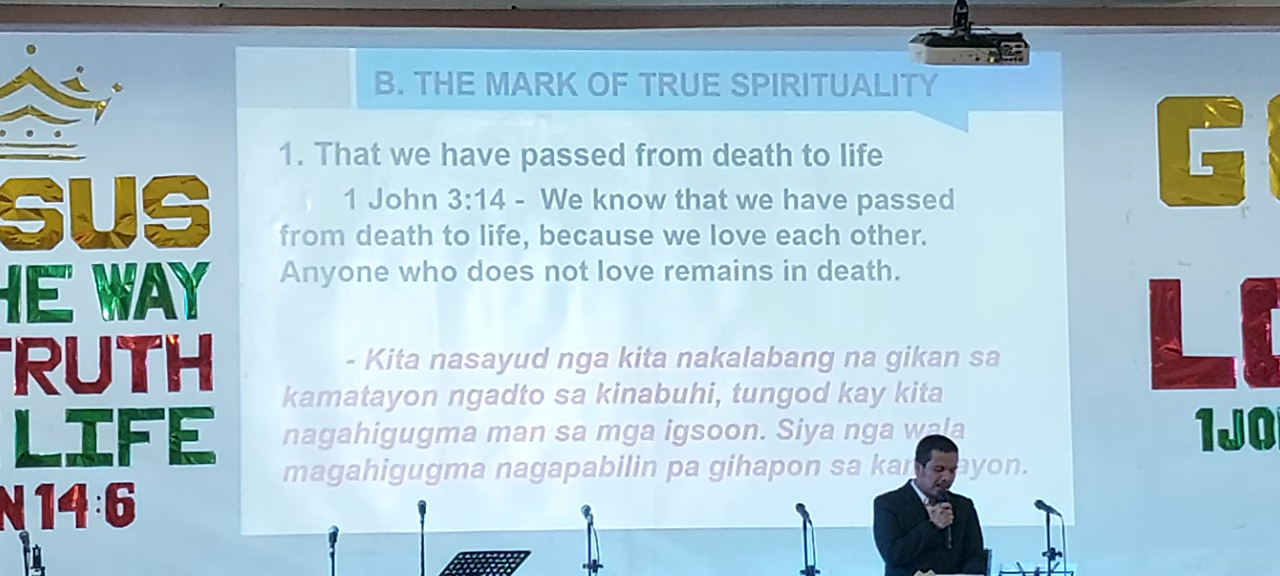 B. THE MARK OF TRUE SPIRITUALITY
1. That we have passed from death to life
1 John 3:14 - We know that we have passed
from death to life, because we love each other.
Anyone who does not love remains in death.
- Kita nasayud nga kita nakalabang na gikan sa
kamatayon ngadto sa kinabuhi, tungod kay kita
nagahigugma man sa mga igsoon. Siya nga wala
magahigugma nagapabilin pa gihapon sa
SUS
HE WAY
TRUTH
LIFE
N 14:6
G
L
1JO